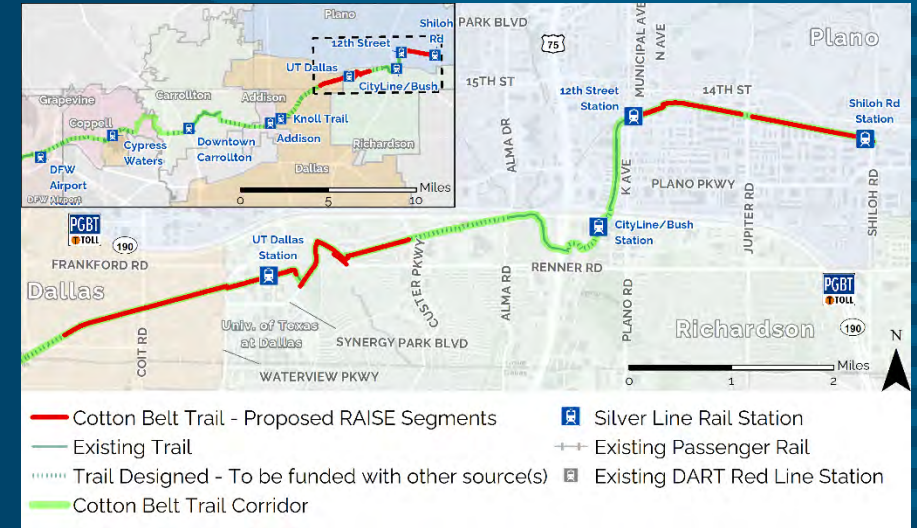 Plano
Shiloh
Rd
12th Street
UT Dallas
CityLine/Bush
Grapevine
Carrollton
Addison
Coppell
Knoll Trail
Cypress
Waters
Downtown
Carrollton
Addison
Richardson
Dallas
DFW
Airport
DFW Airport
0 5 10 Miles
PARK BLVD
75
MUNICIPAL AVE
N AVE
Plano
15TH ST
12th Street
Station
14TH ST
Shiloh Rd
Station
ALMA DR
K AVE
PLANO PKWY
JUPITER RD
SHILOH RD
PGBT
TOLL
190
UT Dallas
Station
CityLine/Bush
Station
FRANKFORD RD
RENNER RD
Dallas
CUSTER PKWY
ALMA RD
PLANO RD
PGBT
TOLL
190
Univ. of Texas
at Dallas
COIT RD
SYNERGY PARK BLVD
Richardson
N
WATERVIEW PKWY
Miles
0 1 2
Cotton Belt Trail - Proposed RAISE Segments
Existing Trail
Trail Designed - To be funded with other source(s)
Cotton Belt Trail Corridor
Silver Line Rail Station
Existing Passenger Rail
Existing DART Red Line Station